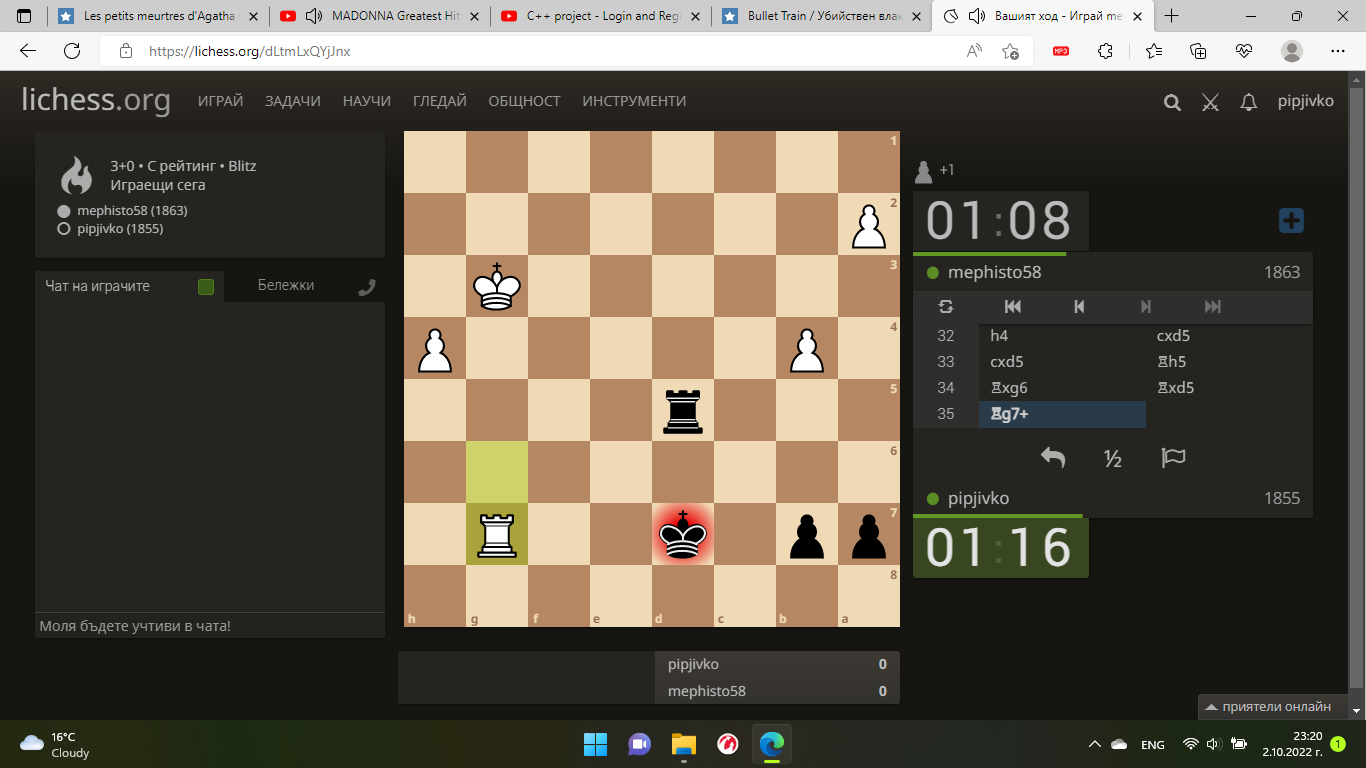 Les petits meurtres d'Agatha
MADONNA Greatest Hit
C++ project - Login and Regi
Bullet Train / Убийствен влак
Вашият ход - Играй me
https://lichess.org/dLtmLxQYjJnx
MP3
lichess.org
ИГРАЙ
ЗАДАЧИ
НАУЧИ
ГЛЕДАЙ
ОБЩНОСТ
ИНСТРУМЕНТИ
pipjivko
3+0 • С рейтинг • Blitz
Играещи сега
mephisto58 (1863)
pipjivko (1855)
Чат на играчите
Бележки
Моля бъдете учтиви в чата!
1
2
3
4
5
6
7
8
h
g
f
e
d
c
b
a
pipjivko 0
mephisto58 0
+1
01:08
mephisto58 1863
32 h4 cxd5
33 cxd5 ♖h5
34 ♖xg6 ♖xd5
35 ♖g7+
½
pipjivko 1855
01:16
приятели онлайн
16°C
Cloudy
ENG
23:20
2.10.2022 г.
1